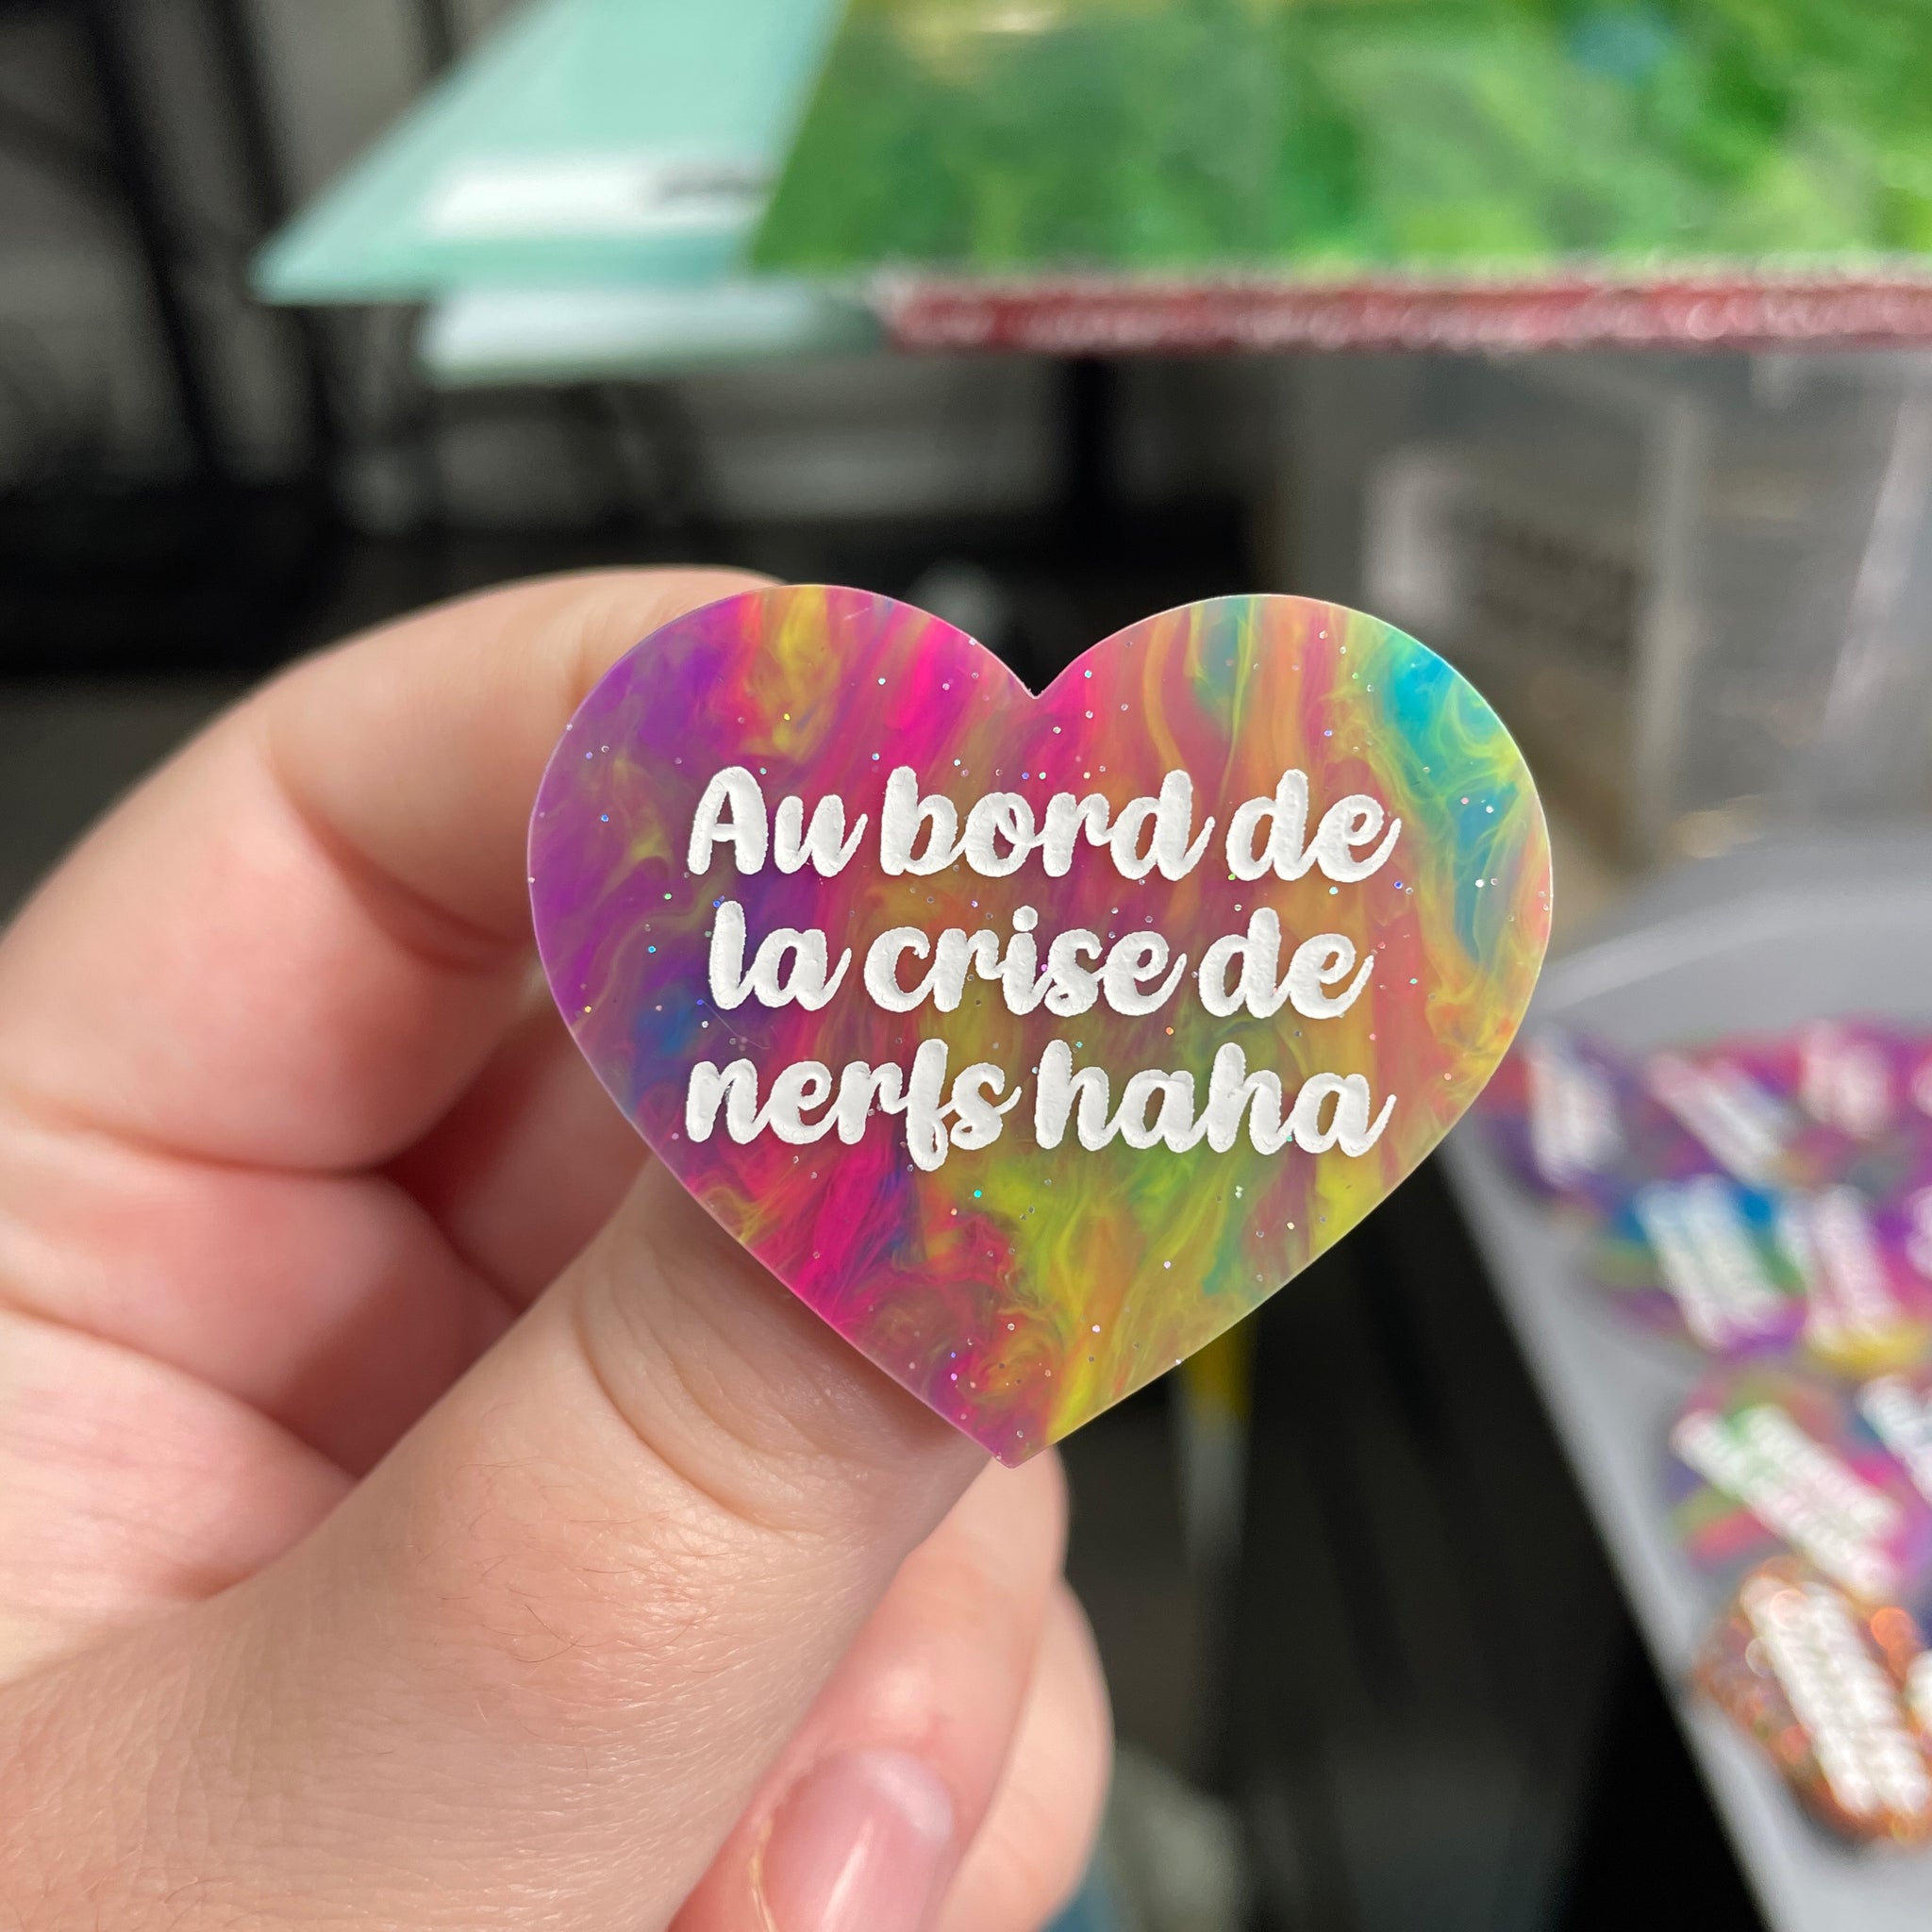 Au bord de
la crise de
nerfs haha